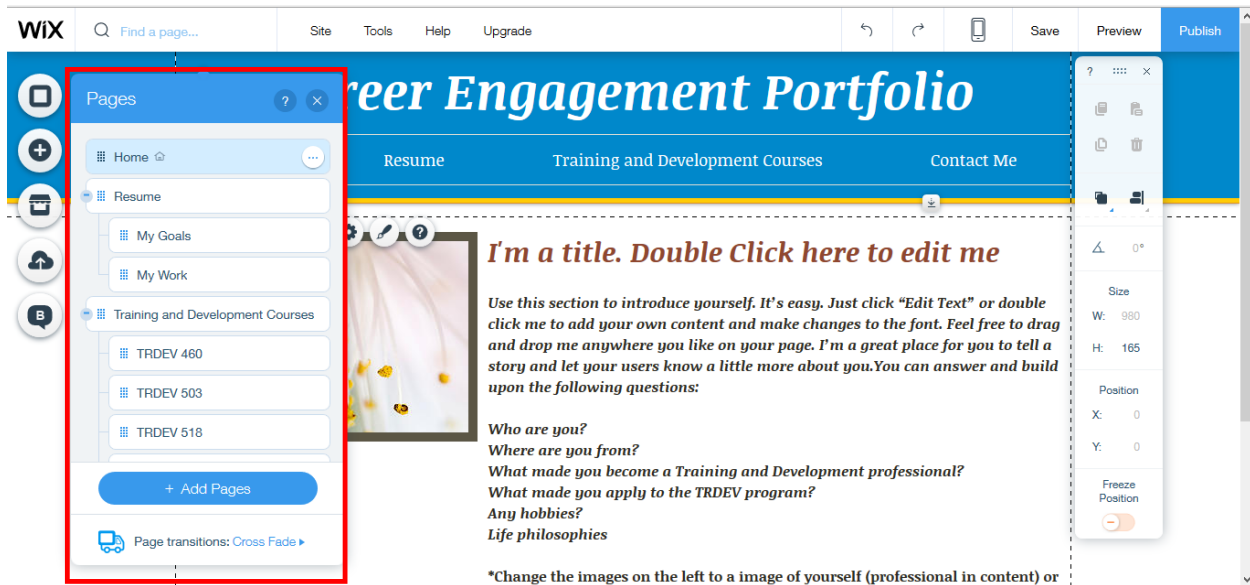 WiX
Find a page...
Site
Tools
Help
Upgrade
Save
Preview
Publish
reer Engagement Portfolio
Resume
Training and Development Courses
Contact Me
Pages
?
Home
...
Resume
My Goals
My Work
Training and Development Courses
TRDEV 460
TRDEV 503
TRDEV 518
+ Add Pages
Page transitions: Cross Fade
B
?
I'm a title. Double Click here to edit me
Use this section to introduce yourself. It's easy. Just click “Edit Text” or double
click me to add your own content and make changes to the font. Feel free to drag
and drop me anywhere you like on your page. I'm a great place for you to tell a
story and let your users know a little more about you.You can answer and build
upon the following questions:
Who are you?
Where are you from?
What made you become a Training and Development professional?
What made you apply to the TRDEV program?
Any hobbies?
Life philosophies
*Change the images on the left to a image of yourself (professional in content) or
?
0°
Size
W: 980
H: 165
Position
X: 0
Y: 0
Freeze
Position